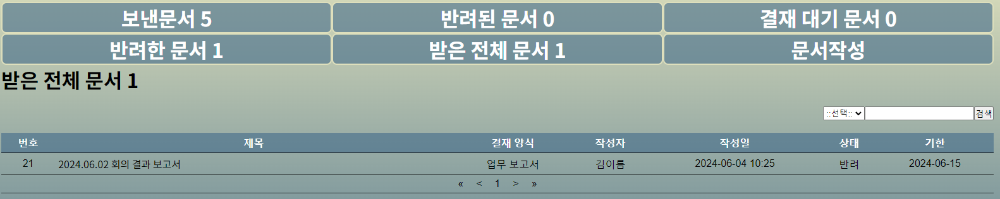 보낸문서 5 반려된 문서 0 결재 대기 문서 0
반려한 문서 1 받은 전체 문서 1 문서작성
받은 전체 문서 1
::선택:: 검색
번호 제목 결재 양식 작성자 작성일 상태 기한
21 2024.06.02 회의 결과 보고서 업무 보고서 김이름 2024-06-04 10:25 반려 2024-06-15
« < 1 > »